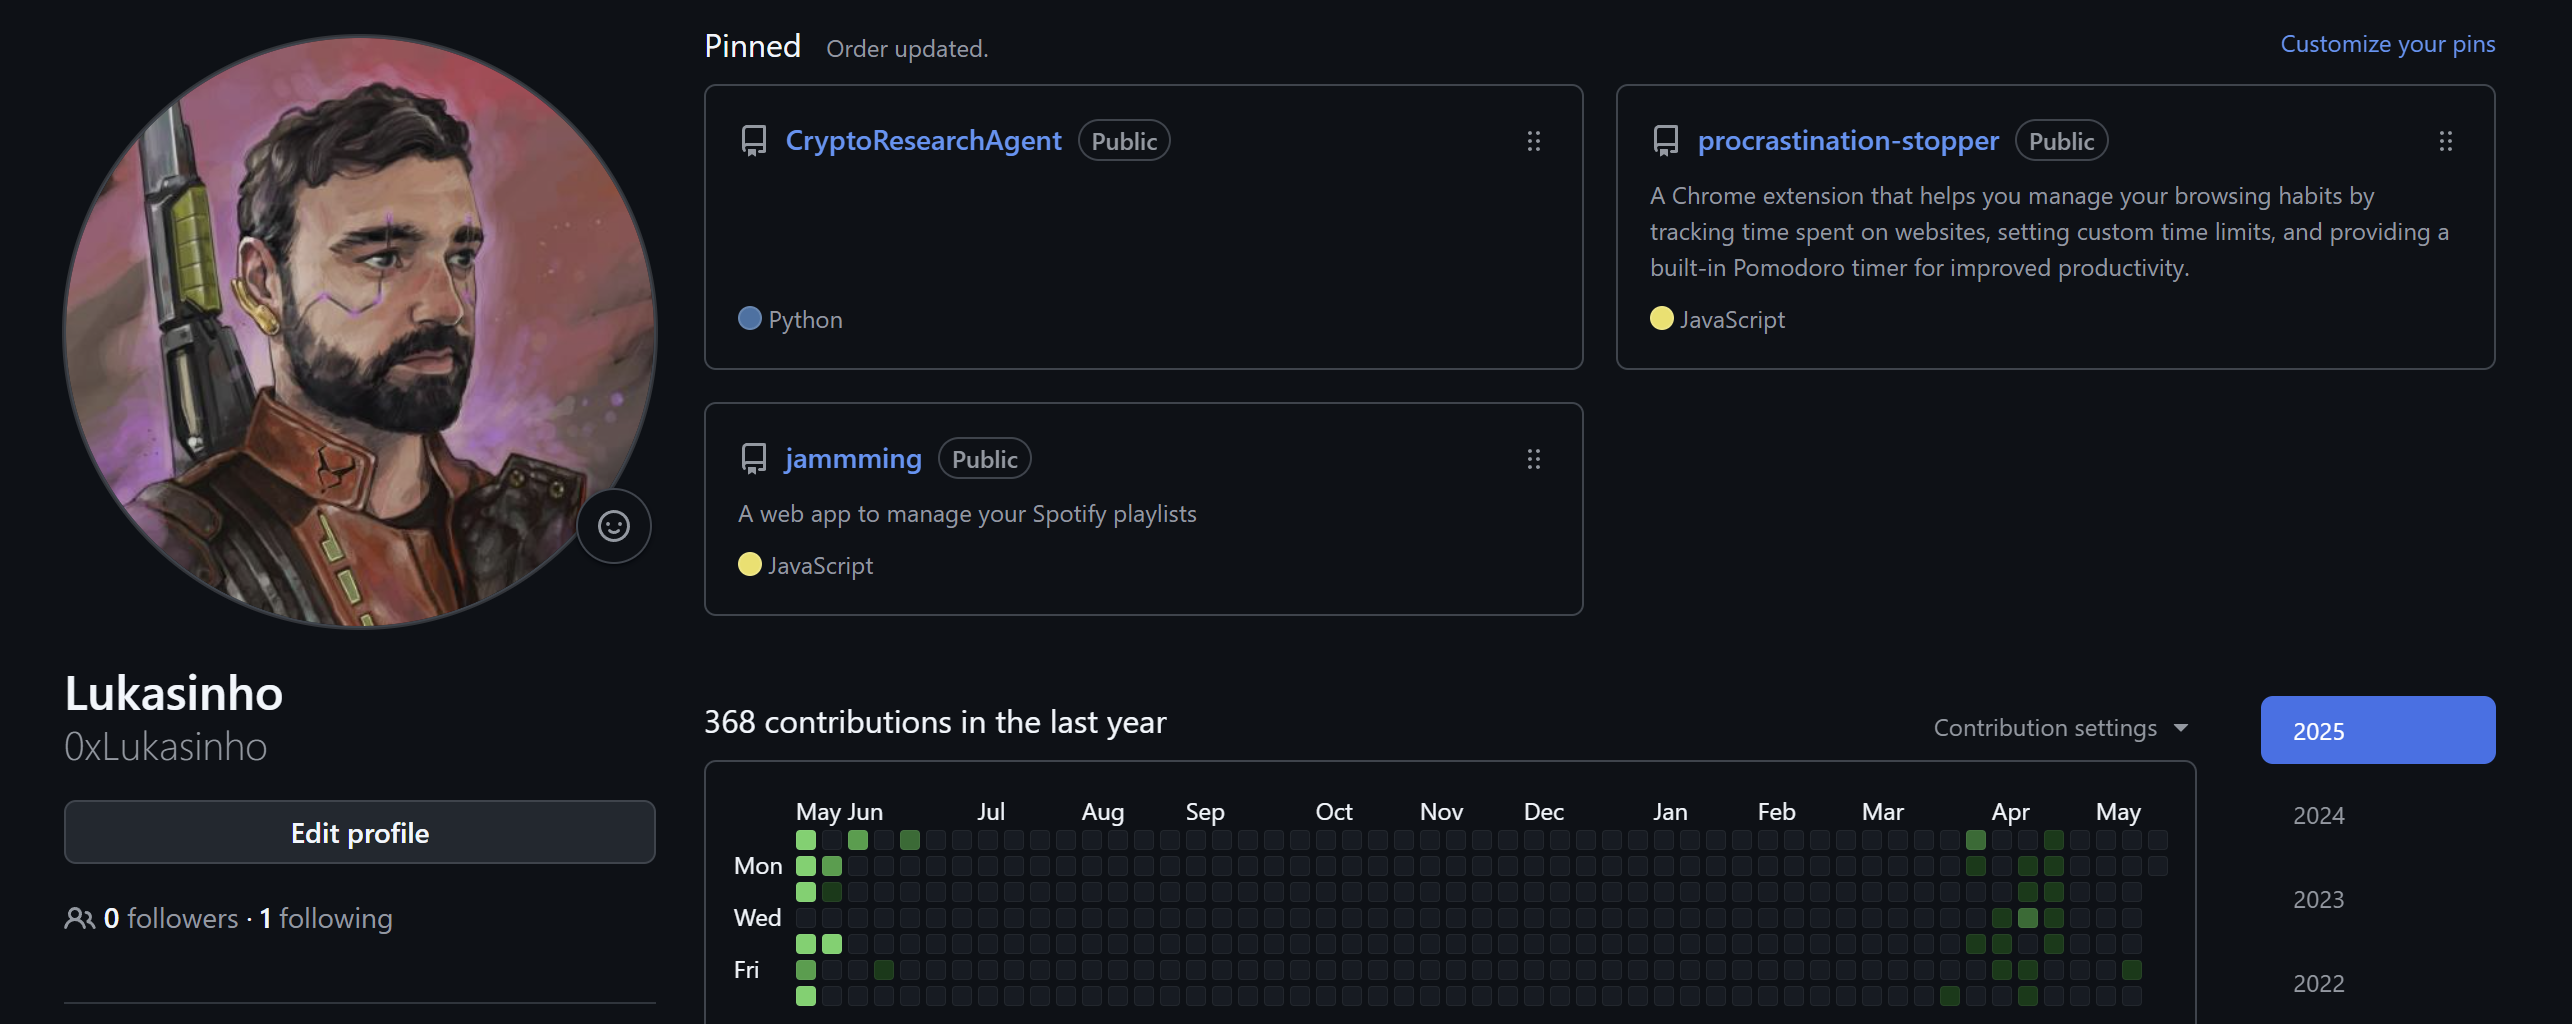 Pinned Order updated. Customize your pins
CryptoResearchAgent Public
Python
procrastination-stopper Public
A Chrome extension that helps you manage your browsing habits by
tracking time spent on websites, setting custom time limits, and providing a
built-in Pomodoro timer for improved productivity.
JavaScript
jammming Public
A web app to manage your Spotify playlists
JavaScript
Lukasinho
0xLukasinho
Edit profile
0 followers · 1 following
368 contributions in the last year
Contribution settings
May Jun Jul Aug Sep Oct Nov Dec Jan Feb Mar Apr May
Mon
Wed
Fri
2025
2024
2023
2022